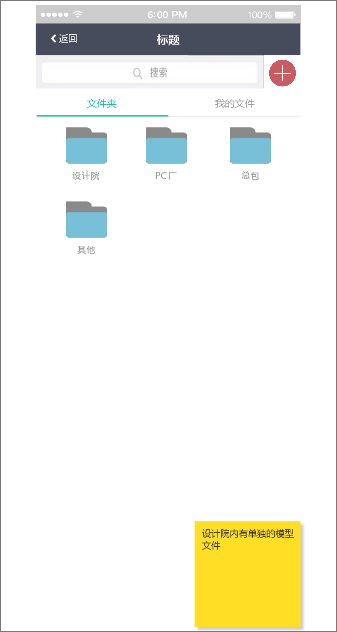 6:00 PM
100%
返回
标题
搜索
文件夹
我的文件
设计院
PC厂
总包
其他
设计院内有单独的模型
文件